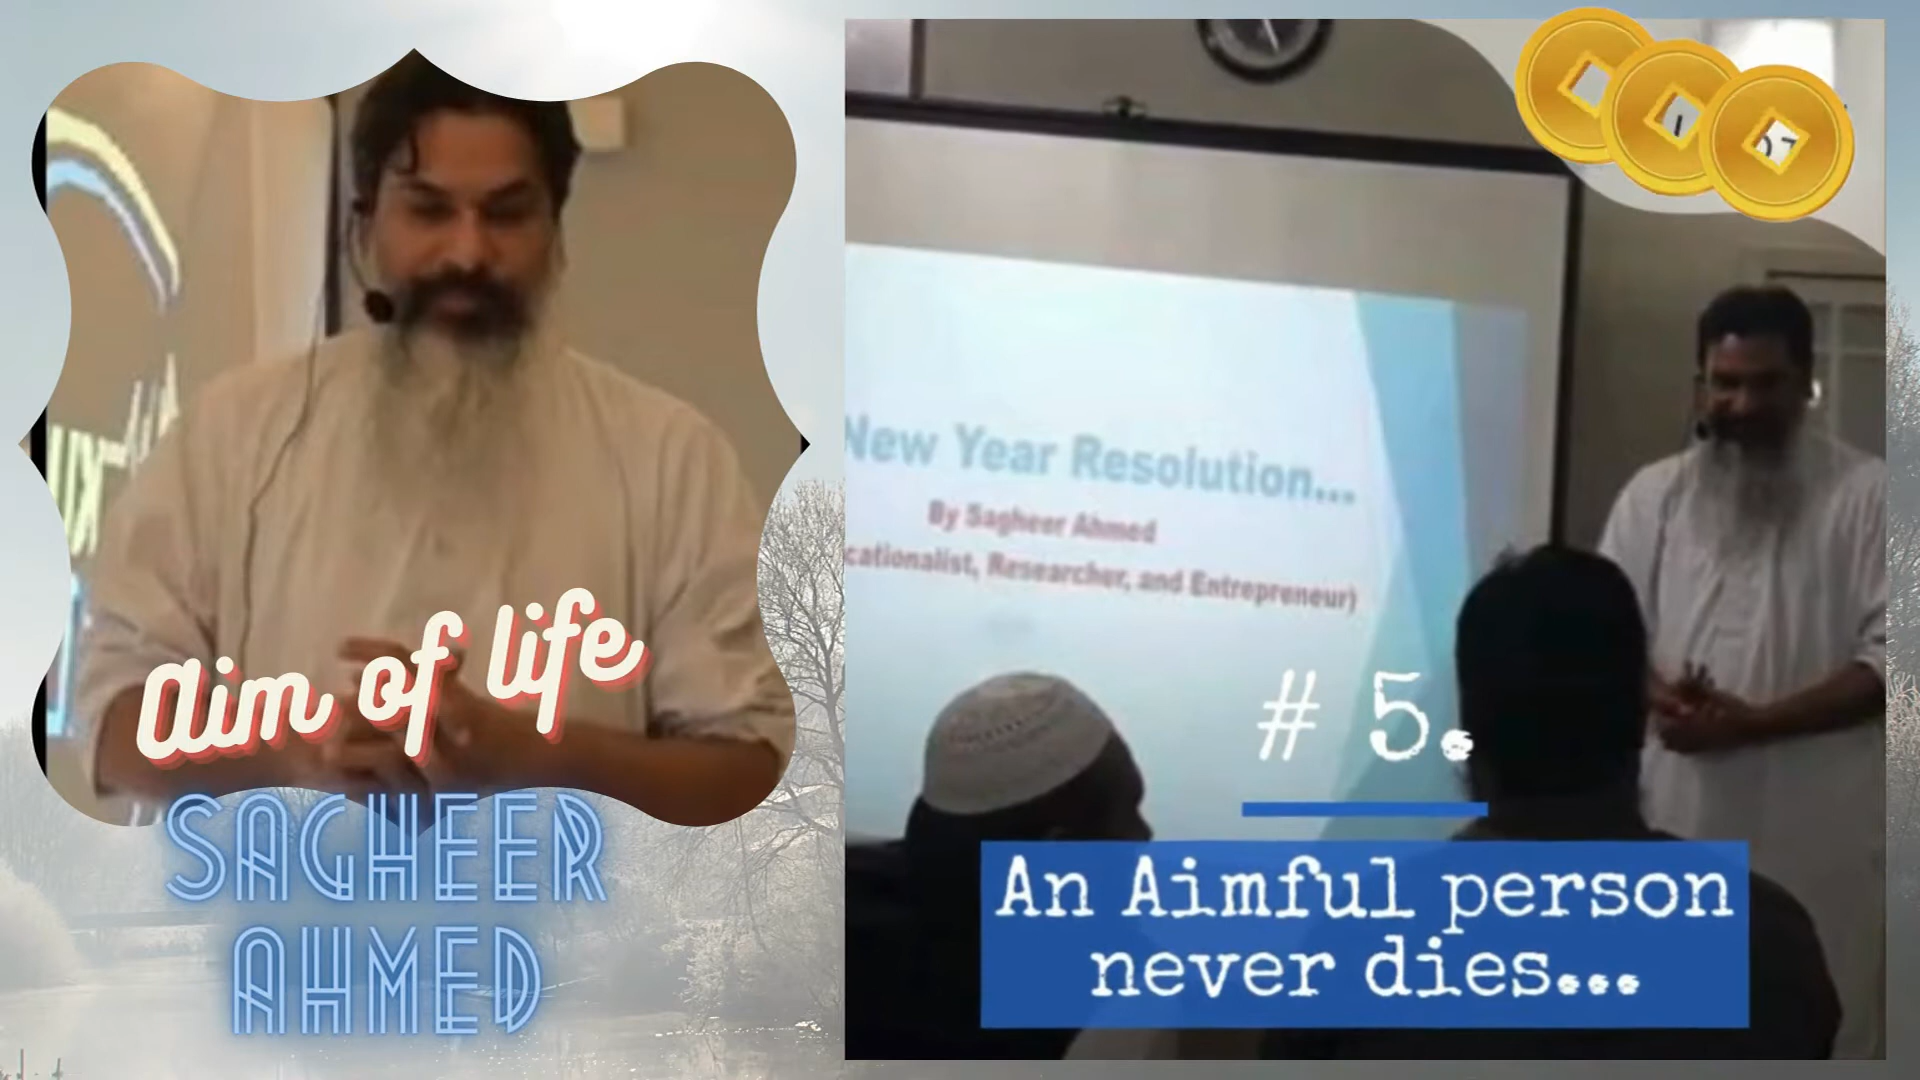 Aim of life
SAGHEER
AHMED
New Year Resolution...
By Sagheer Ahmed
cationalist, Researcher, and Entrepreneur)
# 5.
An Aimful person
never dies...